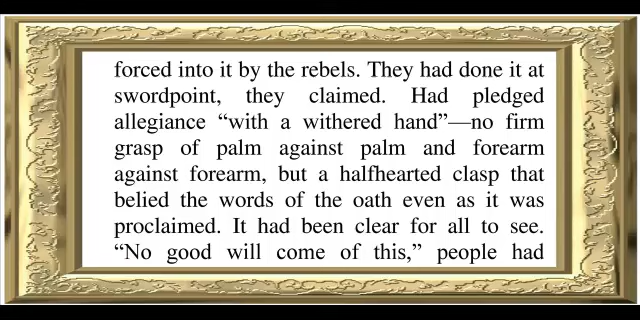 forced into it by the rebels. They had done it at
swordpoint, they claimed. Had pledged
allegiance “with a withered hand”—no firm
grasp of palm against palm and forearm
against forearm, but a halfhearted clasp that
belied the words of the oath even as it was
proclaimed. It had been clear for all to see.
“No good will come of this,” people had